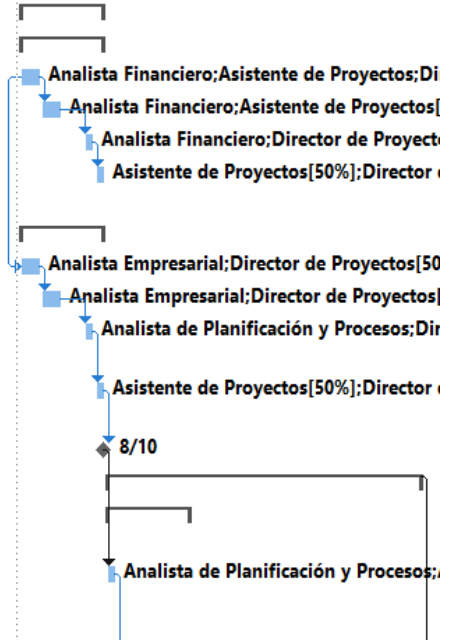 Analista Financiero;Asistente de Proyectos;Di
Analista Financiero;Asistente de Proyectos[
Analista Financiero;Director de Proyect
Asistente de Proyectos[50%];Director
Analista Empresarial;Director de Proyectos[50
Analista Empresarial;Director de Proyectos[
Analista de Planificación y Procesos;Dir
Asistente de Proyectos[50%];Director
8/10
Analista de Planificación y Procesos;